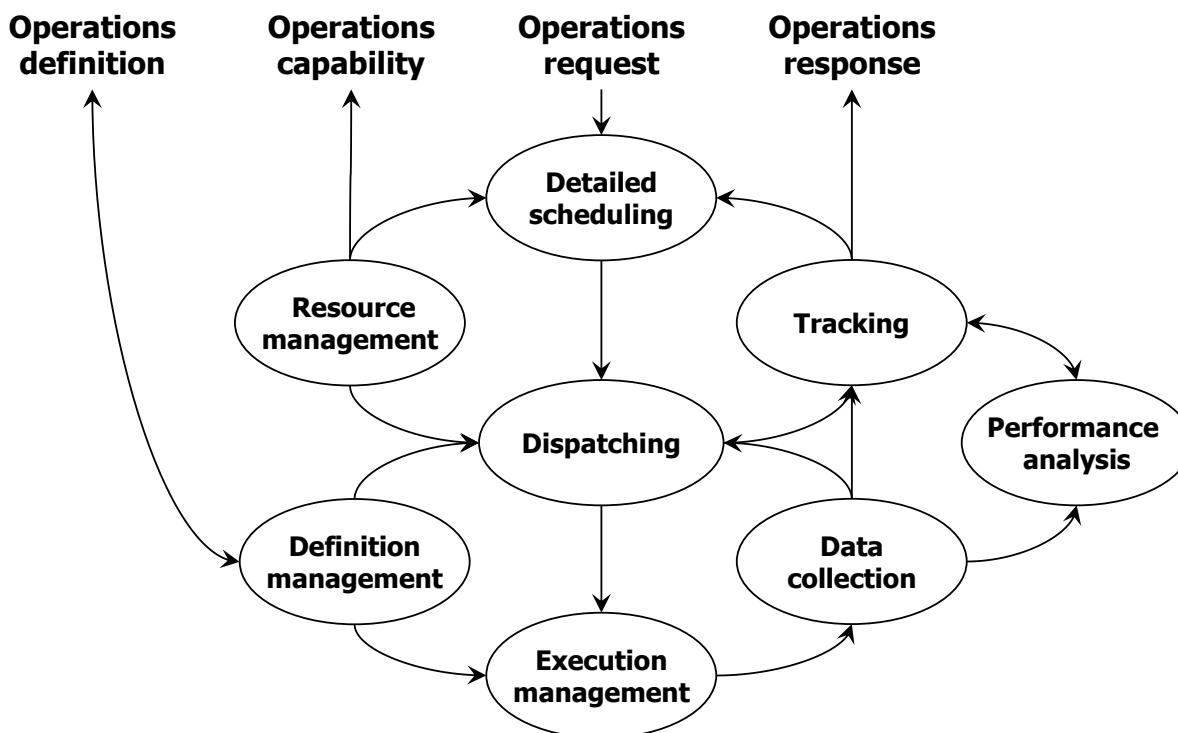 Operations
definition
Operations
capability
Operations
request
Operations
response
Detailed
scheduling
Resource
management
Tracking
Dispatching
Performance
analysis
Definition
management
Data
collection
Execution
management